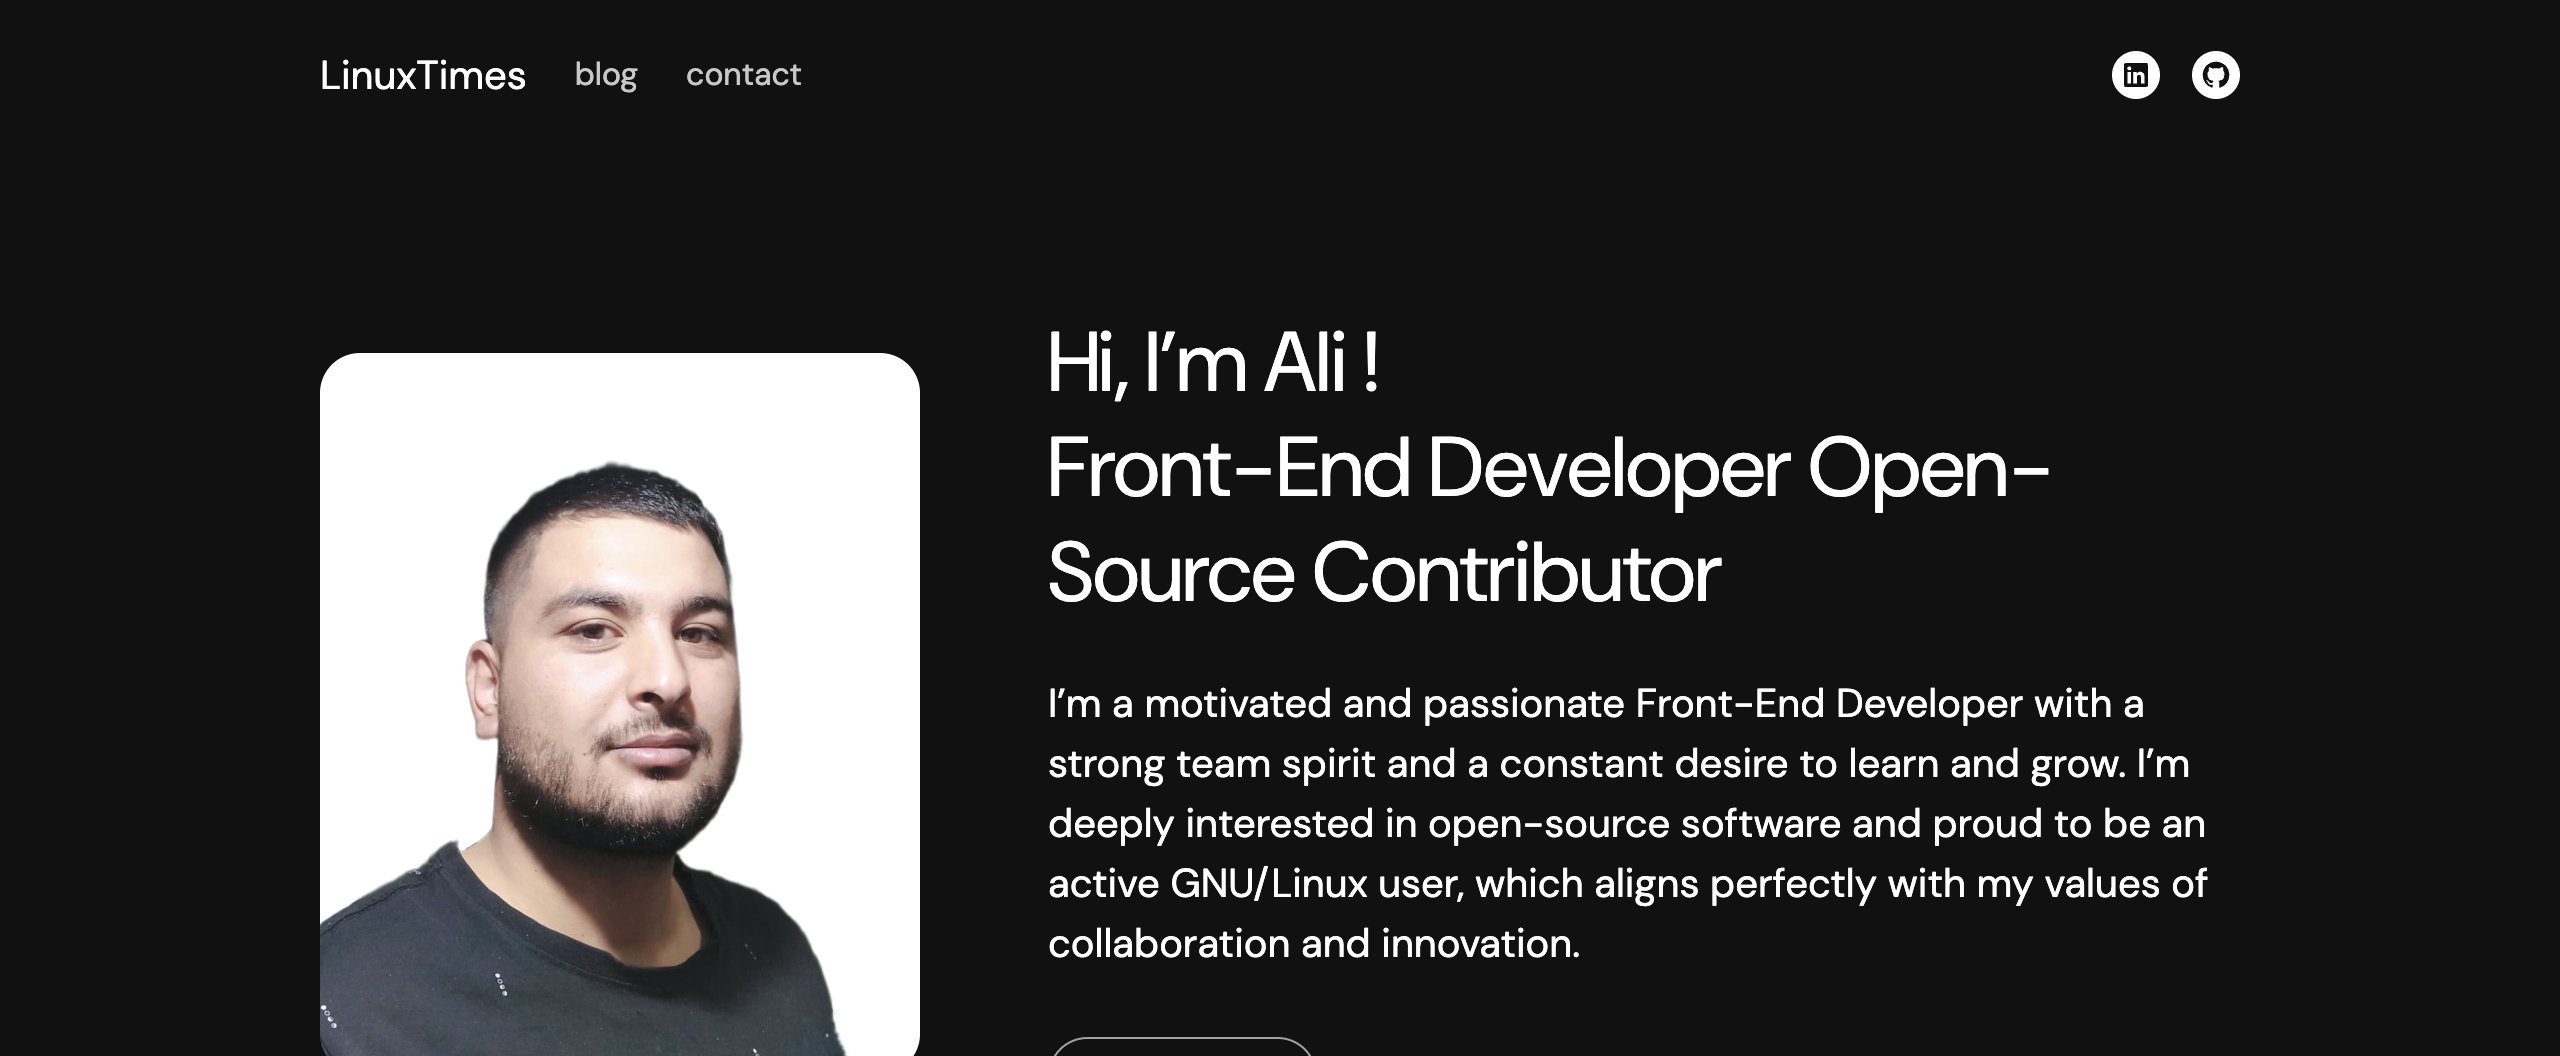 LinuxTimes blog contact
Hi, I’m Ali !
Front-End Developer Open-
Source Contributor
I’m a motivated and passionate Front-End Developer with a
strong team spirit and a constant desire to learn and grow. I’m
deeply interested in open-source software and proud to be an
active GNU/Linux user, which aligns perfectly with my values of
collaboration and innovation.